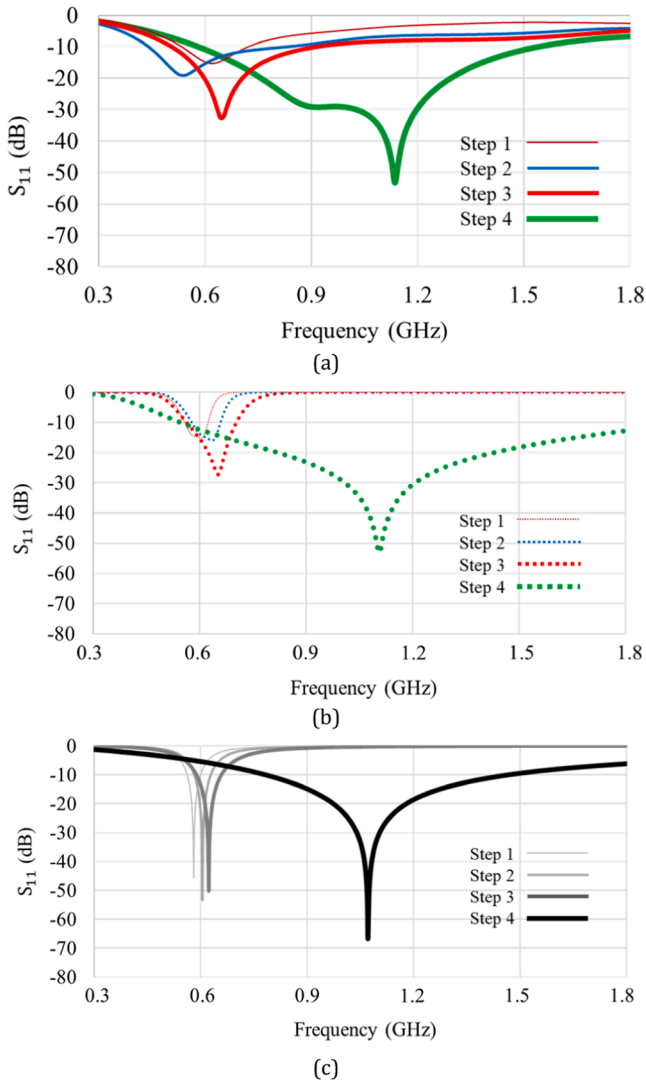 0
-10
-20
-30
-40
-50
-60
-70
-80
S11 (dB)
Step 1
Step 2
Step 3
Step 4
0.3 0.6 0.9 1.2 1.5 1.8
Frequency (GHz)
(a)
0
-10
-20
-30
-40
-50
-60
-70
-80
S11 (dB)
Step 1
Step 2
Step 3
Step 4
0.3 0.6 0.9 1.2 1.5 1.8
Frequency (GHz)
(b)
0
-10
-20
-30
-40
-50
-60
-70
-80
S11 (dB)
Step 1
Step 2
Step 3
Step 4
0.3 0.6 0.9 1.2 1.5 1.8
Frequency (GHz)
(c)